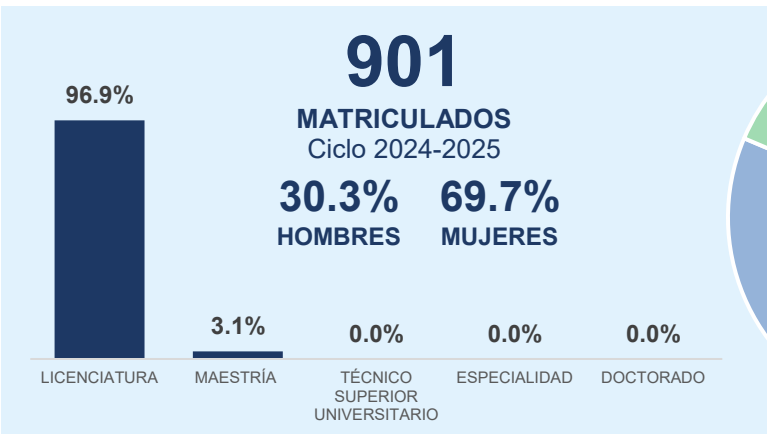 901
MATRICULADOS
Ciclo 2024-2025
30.3% 69.7%
HOMBRES MUJERES
96.9%
3.1%
0.0%
0.0%
0.0%
LICENCIATURA
MAESTRÍA
TÉCNICO
SUPERIOR
UNIVERSITARIO
ESPECIALIDAD
DOCTORADO